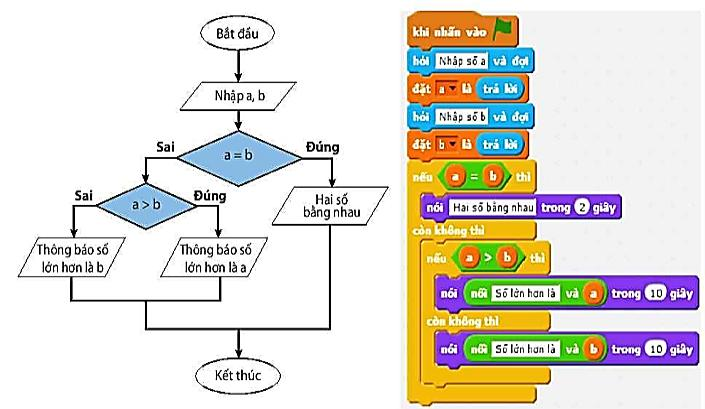 Bắt đầu
Nhập a, b
Sai
Đúng
a = b
Sai
Đúng
a > b
Hai số
bằng nhau
Thông báo số
lớn hơn là b
Thông báo số
lớn hơn là a
Kết thúc
khi nhấn vào
hỏi Nhập số a và đợi
đặt a là trả lời
hỏi Nhập số b và đợi
đặt b là trả lời
nếu a = b thì
nói Hai số bằng nhau trong 2 giây
còn không thì
nếu a > b thì
nói nối Số lớn hơn là và a trong 10 giây
còn không thì
nói nối Số lớn hơn là và b trong 10 giây